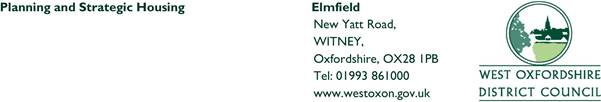 Planning and Strategic Housing
Elmfield
New Yatt Road,
WITNEY,
Oxfordshire, OX28 1PB
Tel: 01993 861000
www.westoxon.gov.uk
WEST OXFORDSHIRE
DISTRICT COUNCIL